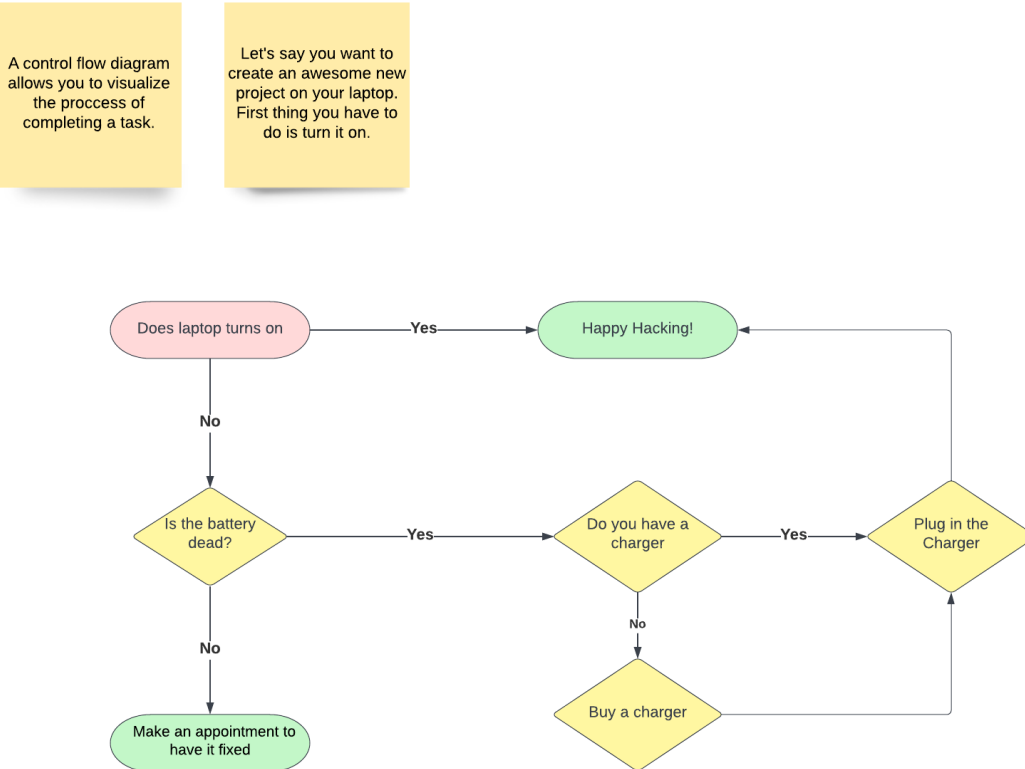 A control flow diagram
allows you to visualize
the proccess of
completing a task.
Let's say you want to
create an awesome new
project on your laptop.
First thing you have to
do is turn it on.
Does laptop turns on
Yes
Happy Hacking!
No
Is the battery
dead?
Yes
Do you have a
charger
Yes
Plug in the
Charger
No
No
Buy a charger
Make an appointment to
have it fixed